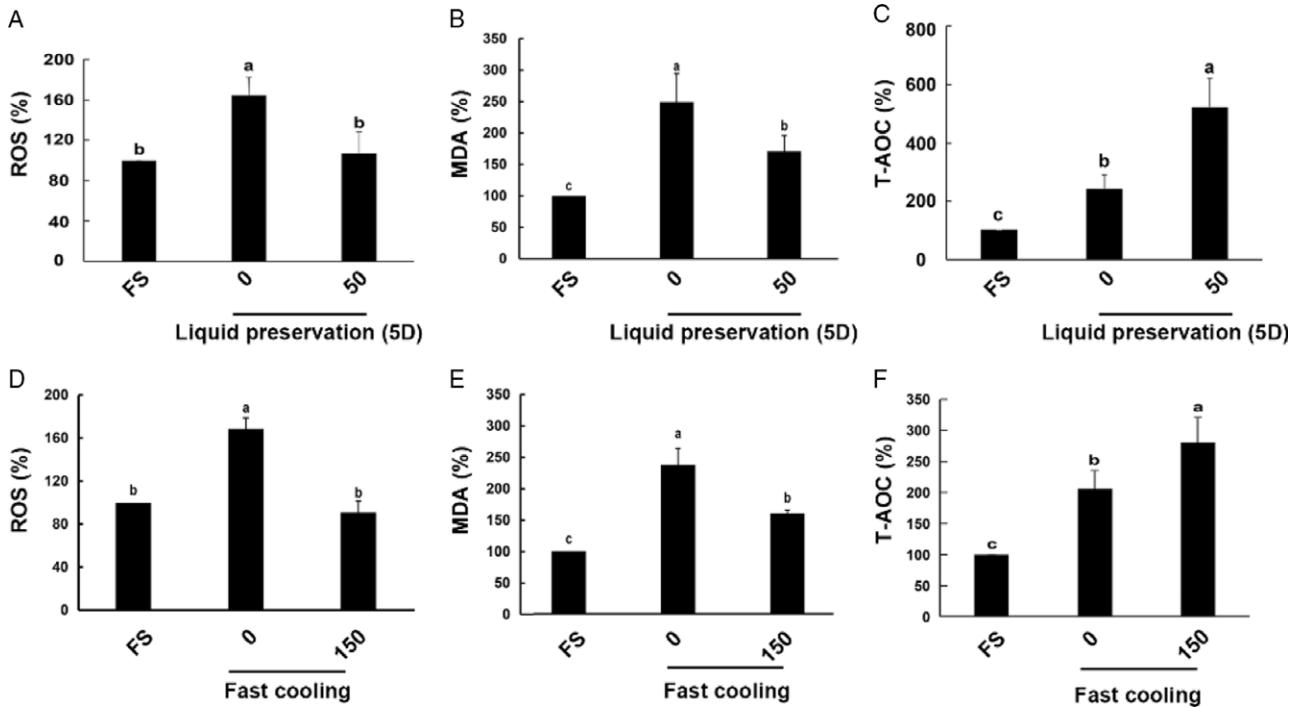 A
ROS (%)
200
160
120
80
40
0
b
a
b
FS
0
50
Liquid preservation (5D)
B
MDA (%)
350
300
250
200
150
100
50
0
c
a
b
FS
0
50
Liquid preservation (5D)
C
T-AOC (%)
800
600
400
200
0
c
b
a
FS
0
50
Liquid preservation (5D)
D
ROS (%)
200
160
120
80
40
0
b
a
b
FS
0
150
Fast cooling
E
MDA (%)
350
300
250
200
150
100
50
0
c
a
b
FS
0
150
Fast cooling
F
T-AOC (%)
350
300
250
200
150
100
50
0
c
b
a
FS
0
150
Fast cooling